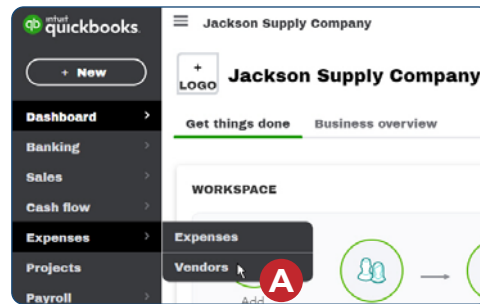 qb intuit quickbooks.
Jackson Supply Company
+ New
+ LOGO
Jackson Supply Company
Dashboard
Get things done Business overview
Banking
Sales
WORKSPACE
Cash flow
Expenses
Expenses
Projects
Vendors
A
Add
Payroll